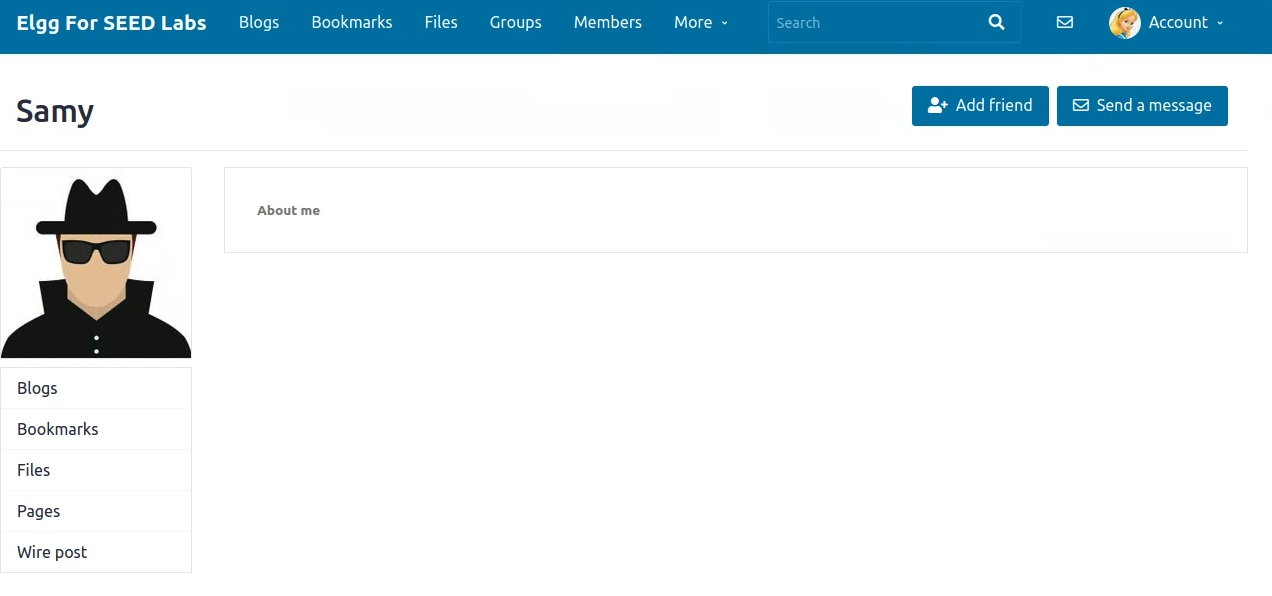 Elgg For SEED Labs Blogs Bookmarks Files Groups Members More Search Account
Samy Add friend Send a message
About me
Blogs
Bookmarks
Files
Pages
Wire post